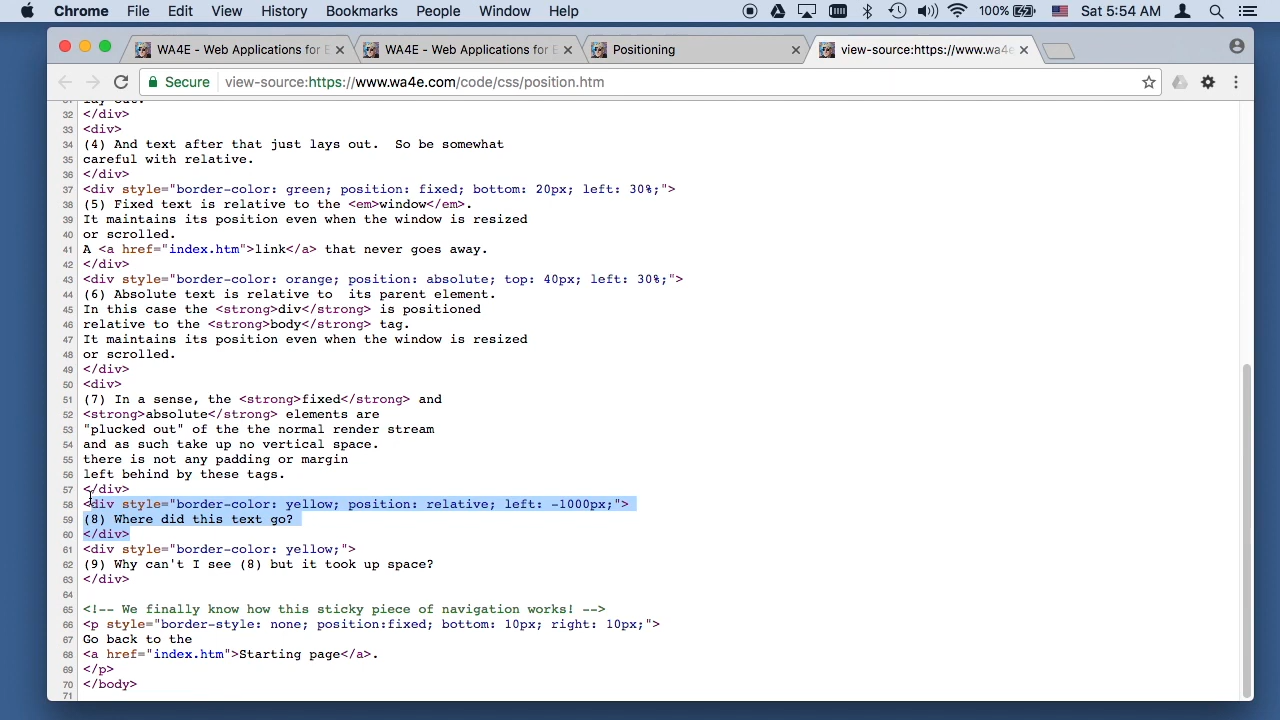 Chrome File Edit View History Bookmarks People Window Help 100% Sat 5:54 AM
WA4E - Web Applications for E
WA4E - Web Applications for E
Positioning
view-source:https://www.wa4e
Secure view-source:https://www.wa4e.com/code/css/position.htm
31 lay out.
32 </div>
33 <div>
34 (4) And text after that just lays out.  So be somewhat
35 careful with relative.
36 </div>
37 <div style="border-color: green; position: fixed; bottom: 20px; left: 30%;">
38 (5) Fixed text is relative to the <em>window</em>.
39 It maintains its position even when the window is resized
40 or scrolled.
41 A <a href="index.htm">link</a> that never goes away.
42 </div>
43 <div style="border-color: orange; position: absolute; top: 40px; left: 30%;">
44 (6) Absolute text is relative to  its parent element.
45 In this case the <strong>div</strong> is positioned
46 relative to the <strong>body</strong> tag.
47 It maintains its position even when the window is resized
48 or scrolled.
49 </div>
50 <div>
51 (7) In a sense, the <strong>fixed</strong> and
52 <strong>absolute</strong> elements are
53 "plucked out" of the the normal render stream
54 and as such take up no vertical space.
55 there is not any padding or margin
56 left behind by these tags.
57 </div>
58 <div style="border-color: yellow; position: relative; left: -1000px;">
59 (8) Where did this text go?
60 </div>
61 <div style="border-color: yellow;">
62 (9) Why can't I see (8) but it took up space?
63 </div>
64
65 <!-- We finally know how this sticky piece of navigation works! -->
66 <p style="border-style: none; position:fixed; bottom: 10px; right: 10px;">
67 Go back to the
68 <a href="index.htm">Starting page</a>.
69 </p>
70 </body>
71